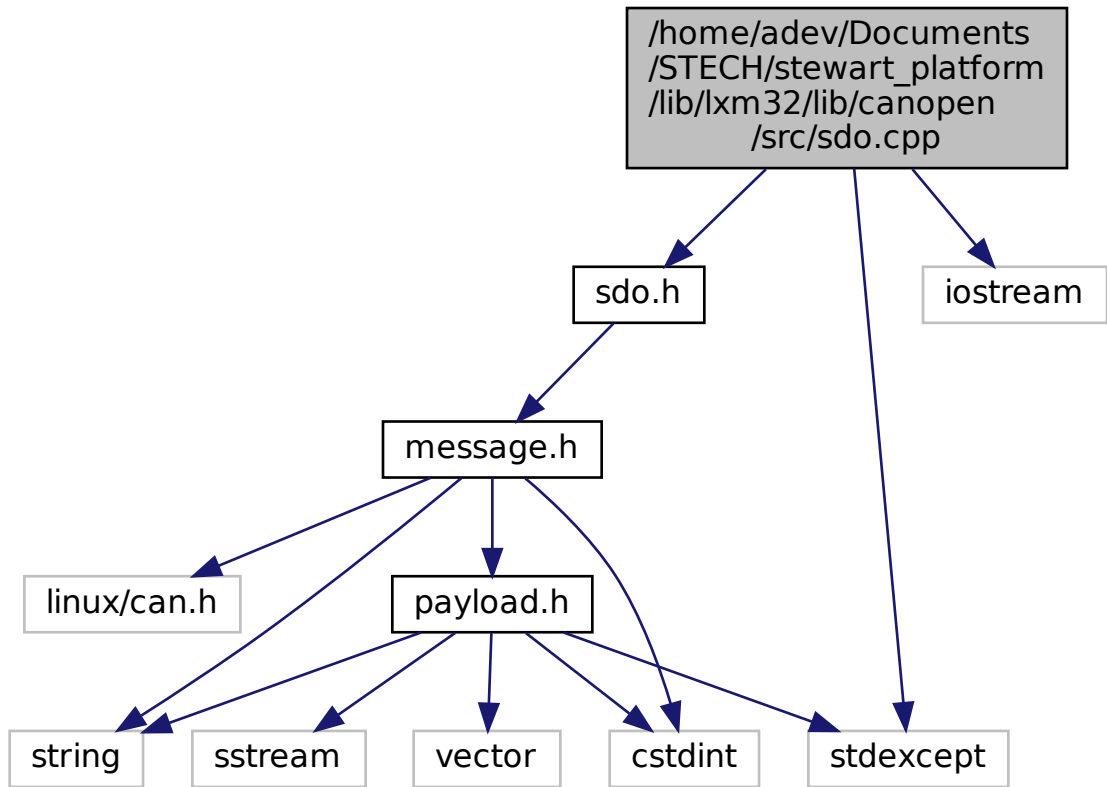 /home/adev/Documents
/STECH/stewart_platform
/lib/lxm32/lib/canopen
/src/sdo.cpp
sdo.h
iostream
message.h
linux/can.h
payload.h
string
sstream
vector
cstdint
stdexcept